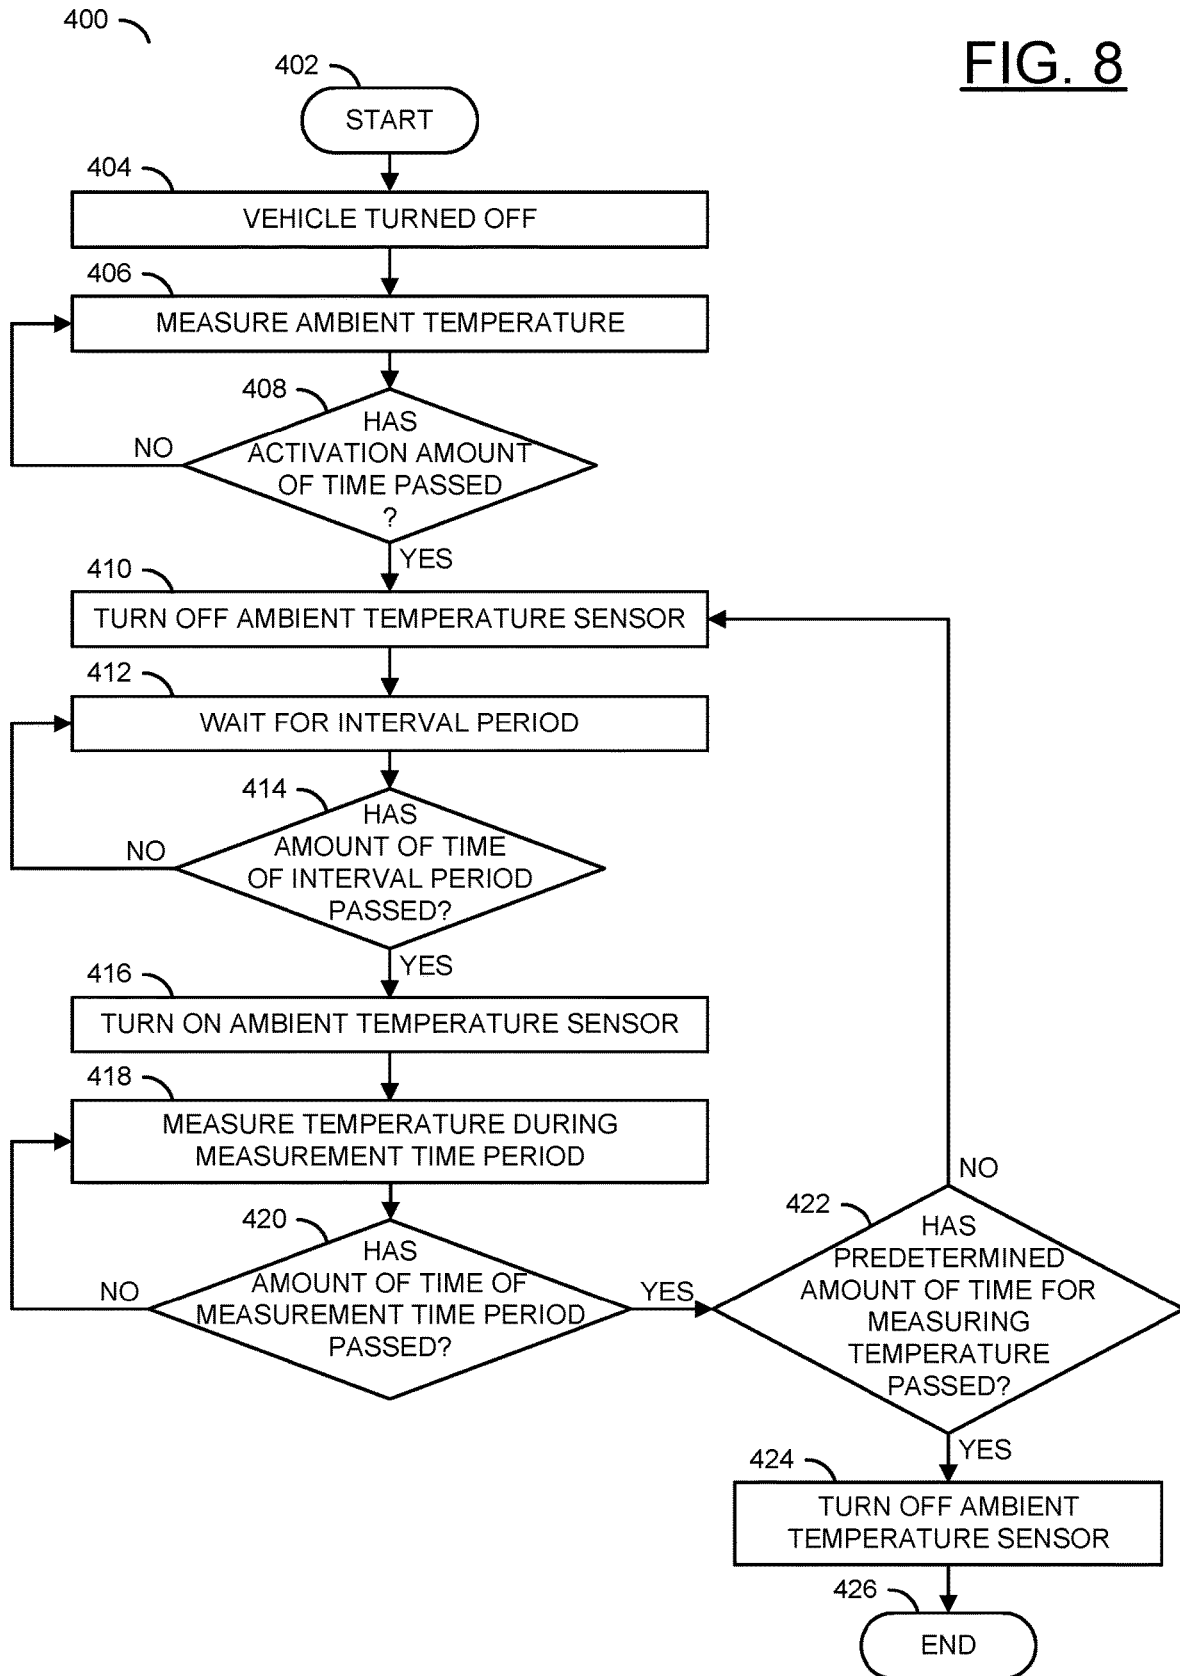 400
FIG. 8
402
START
404
VEHICLE TURNED OFF
406
MEASURE AMBIENT TEMPERATURE
408
HAS
ACTIVATION AMOUNT
OF TIME PASSED
?
NO
YES
410
TURN OFF AMBIENT TEMPERATURE SENSOR
412
WAIT FOR INTERVAL PERIOD
414
HAS
AMOUNT OF TIME
OF INTERVAL PERIOD
PASSED?
NO
YES
416
TURN ON AMBIENT TEMPERATURE SENSOR
418
MEASURE TEMPERATURE DURING
MEASUREMENT TIME PERIOD
420
HAS
AMOUNT OF TIME OF
MEASUREMENT TIME PERIOD
PASSED?
NO
YES
422
HAS
PREDETERMINED
AMOUNT OF TIME FOR
MEASURING
TEMPERATURE
PASSED?
NO
YES
424
TURN OFF AMBIENT
TEMPERATURE SENSOR
426
END